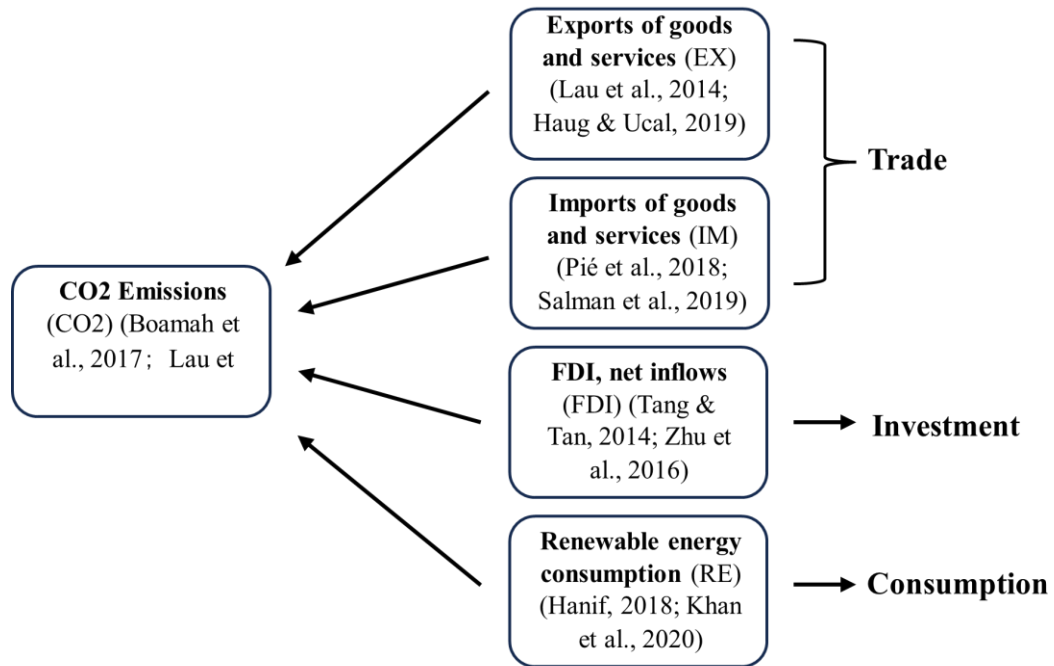 Exports of goods
and services (EX)
(Lau et al., 2014;
Haug & Ucal, 2019)
Trade
Imports of goods
and services (IM)
(Pié et al., 2018;
Salman et al., 2019)
CO2 Emissions
(CO2) (Boamah et
al., 2017； Lau et
FDI, net inflows
(FDI) (Tang &
Tan, 2014; Zhu et
al., 2016)
Investment
Renewable energy
consumption (RE)
(Hanif, 2018; Khan
et al., 2020)
Consumption